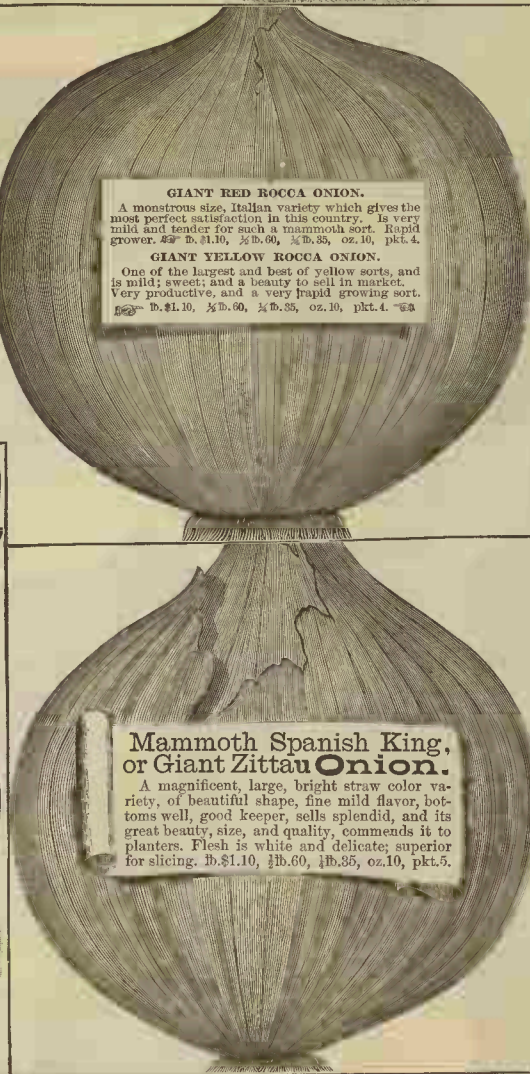 GIANT RED ROCCA ONION.
A monstrous size, Italian variety which gives the
most perfect satisfaction in this country. Is very
mild and tender for such a mammoth sort. Rapid
grower. ☞ lb. $1.10, ½ lb. 60, ¼ lb. 35, oz. 10, pkt. 4.
GIANT YELLOW ROCCA ONION.
One of the largest and best of yellow sorts, and
is mild; sweet; and a beauty to sell in market.
Very productive, and a very rapid growing sort.
☞ lb. $1.10, ½ lb. 60, ¼ lb. 35, oz. 10, pkt. 4. ☜
Mammoth Spanish King,
or Giant Zittau Onion.
A magnificent, large, bright straw color va-
riety, of beautiful shape, fine mild flavor, bot-
toms well, good keeper, sells splendid, and its
great beauty, size, and quality, commends it to
planters. Flesh is white and delicate; superior
for slicing. lb. $1.10, ½ lb. 60, ¼ lb. 35, oz. 10, pkt. 5.